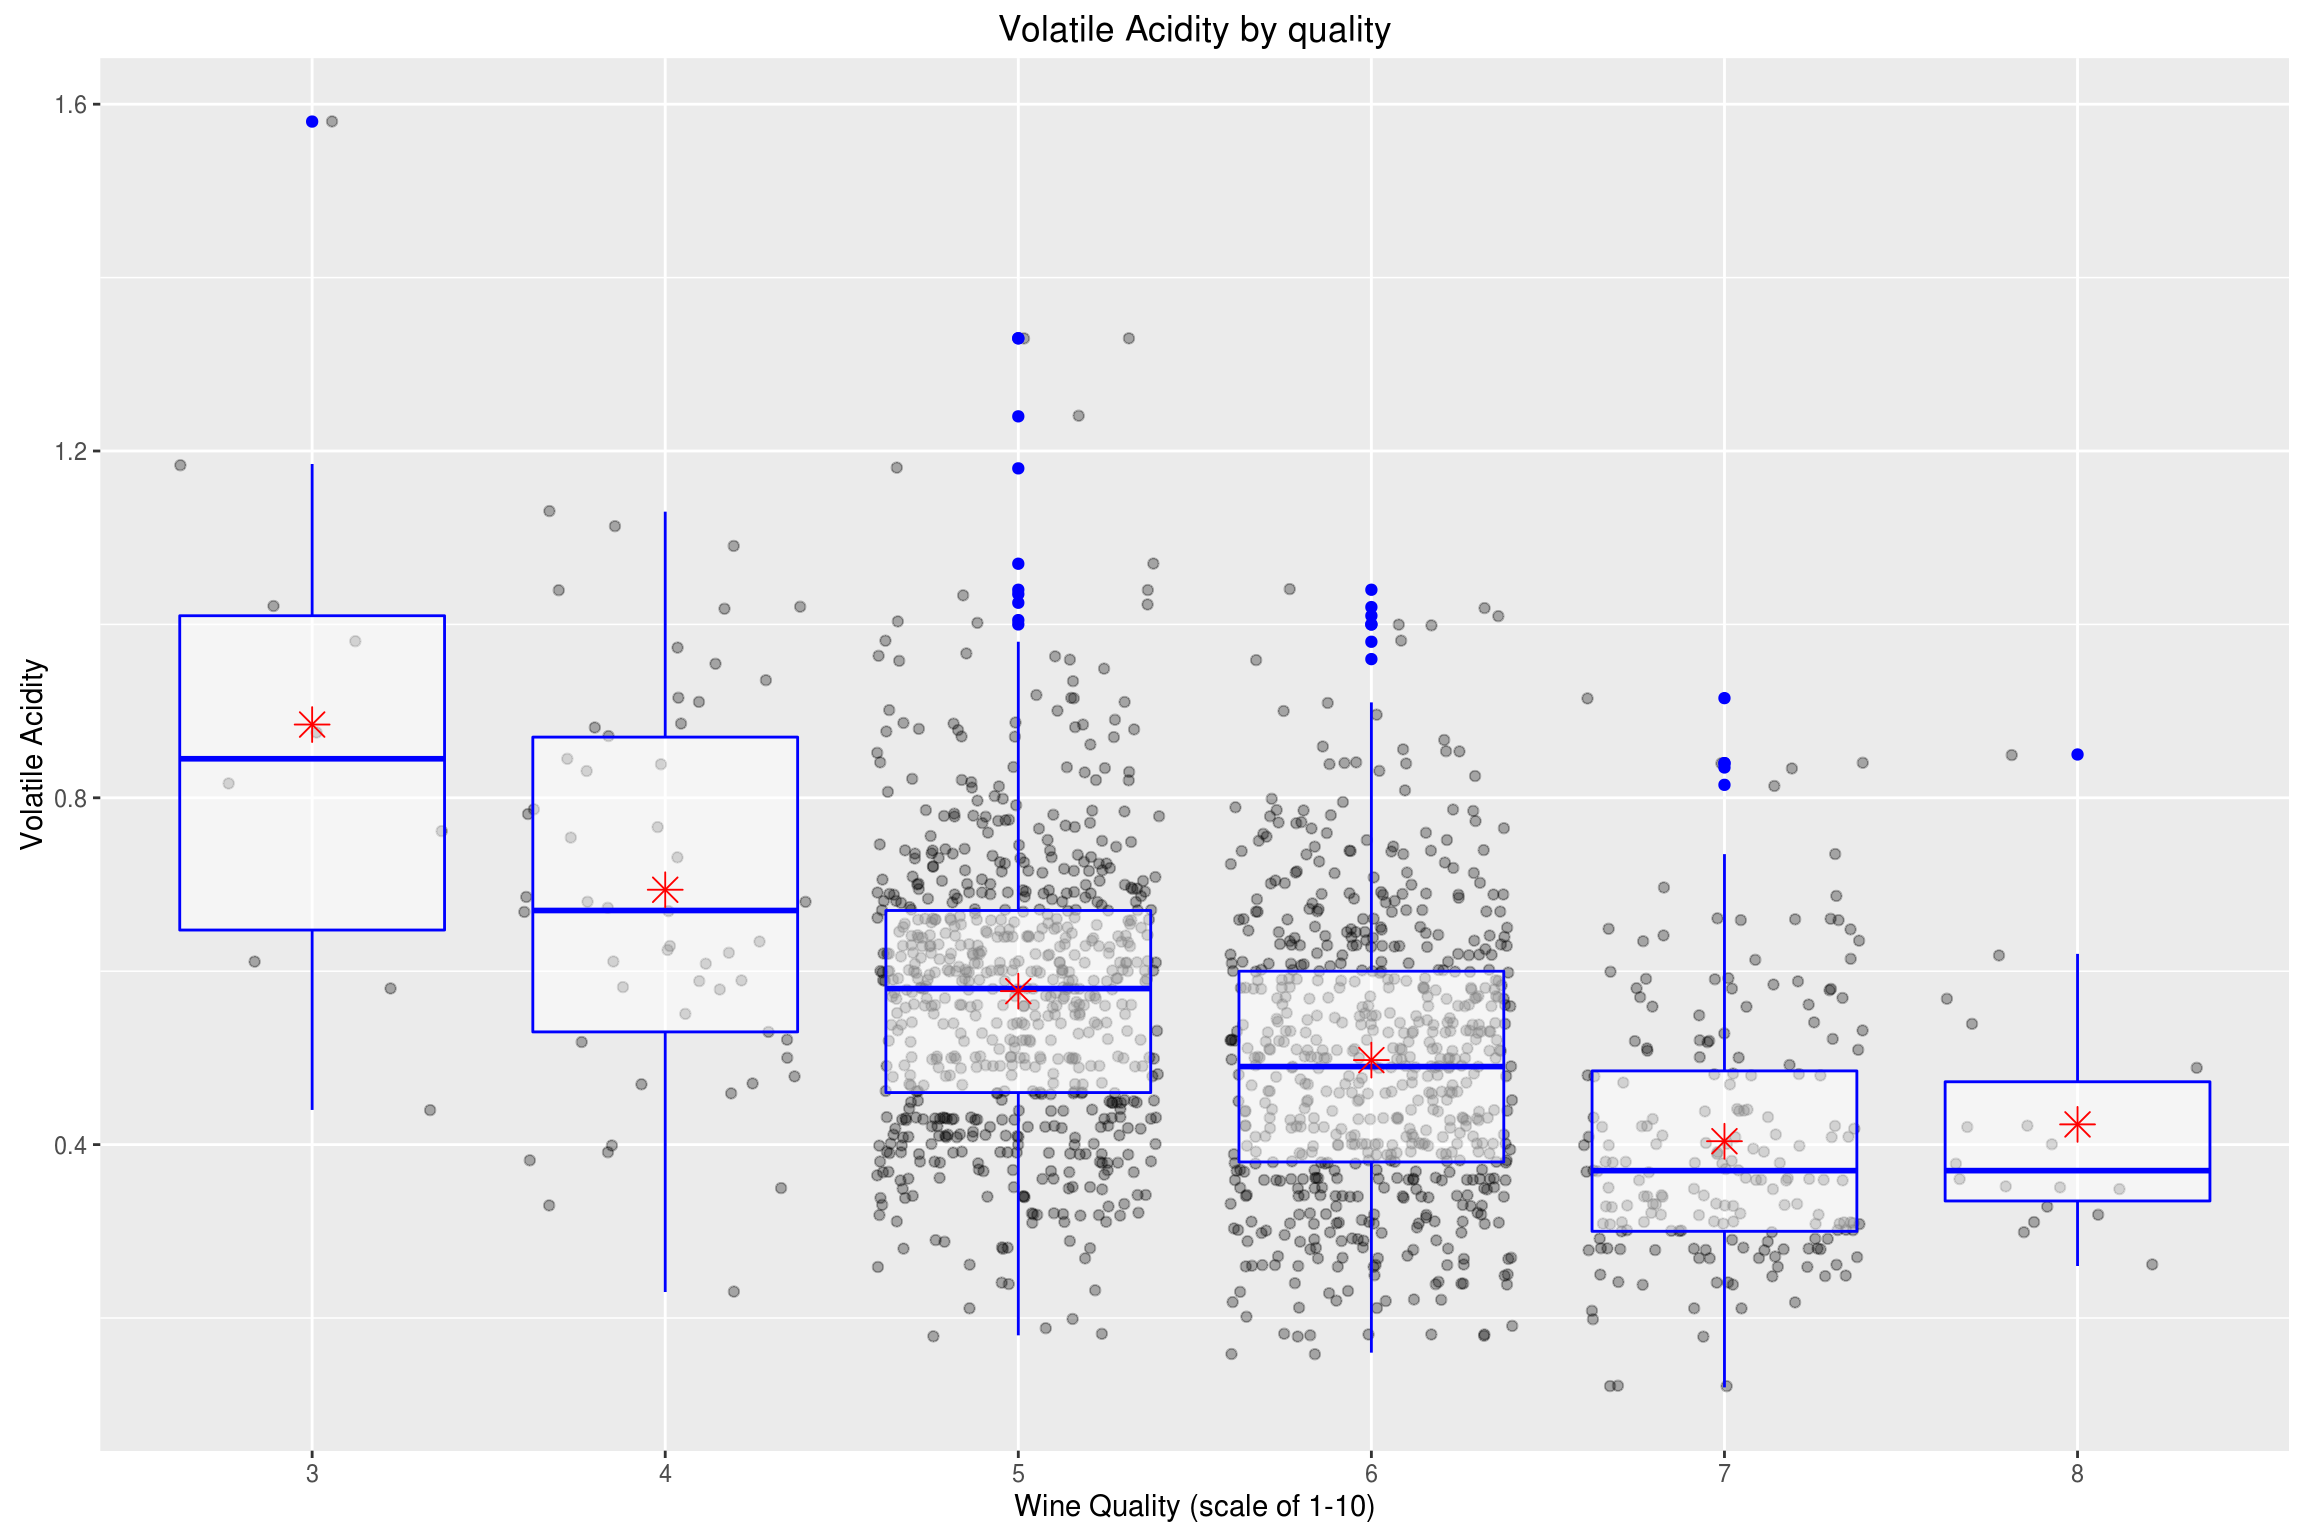 Volatile Acidity by quality
Volatile Acidity
1.6
1.2
0.8
0.4
3 4 5 6 7 8
Wine Quality (scale of 1-10)